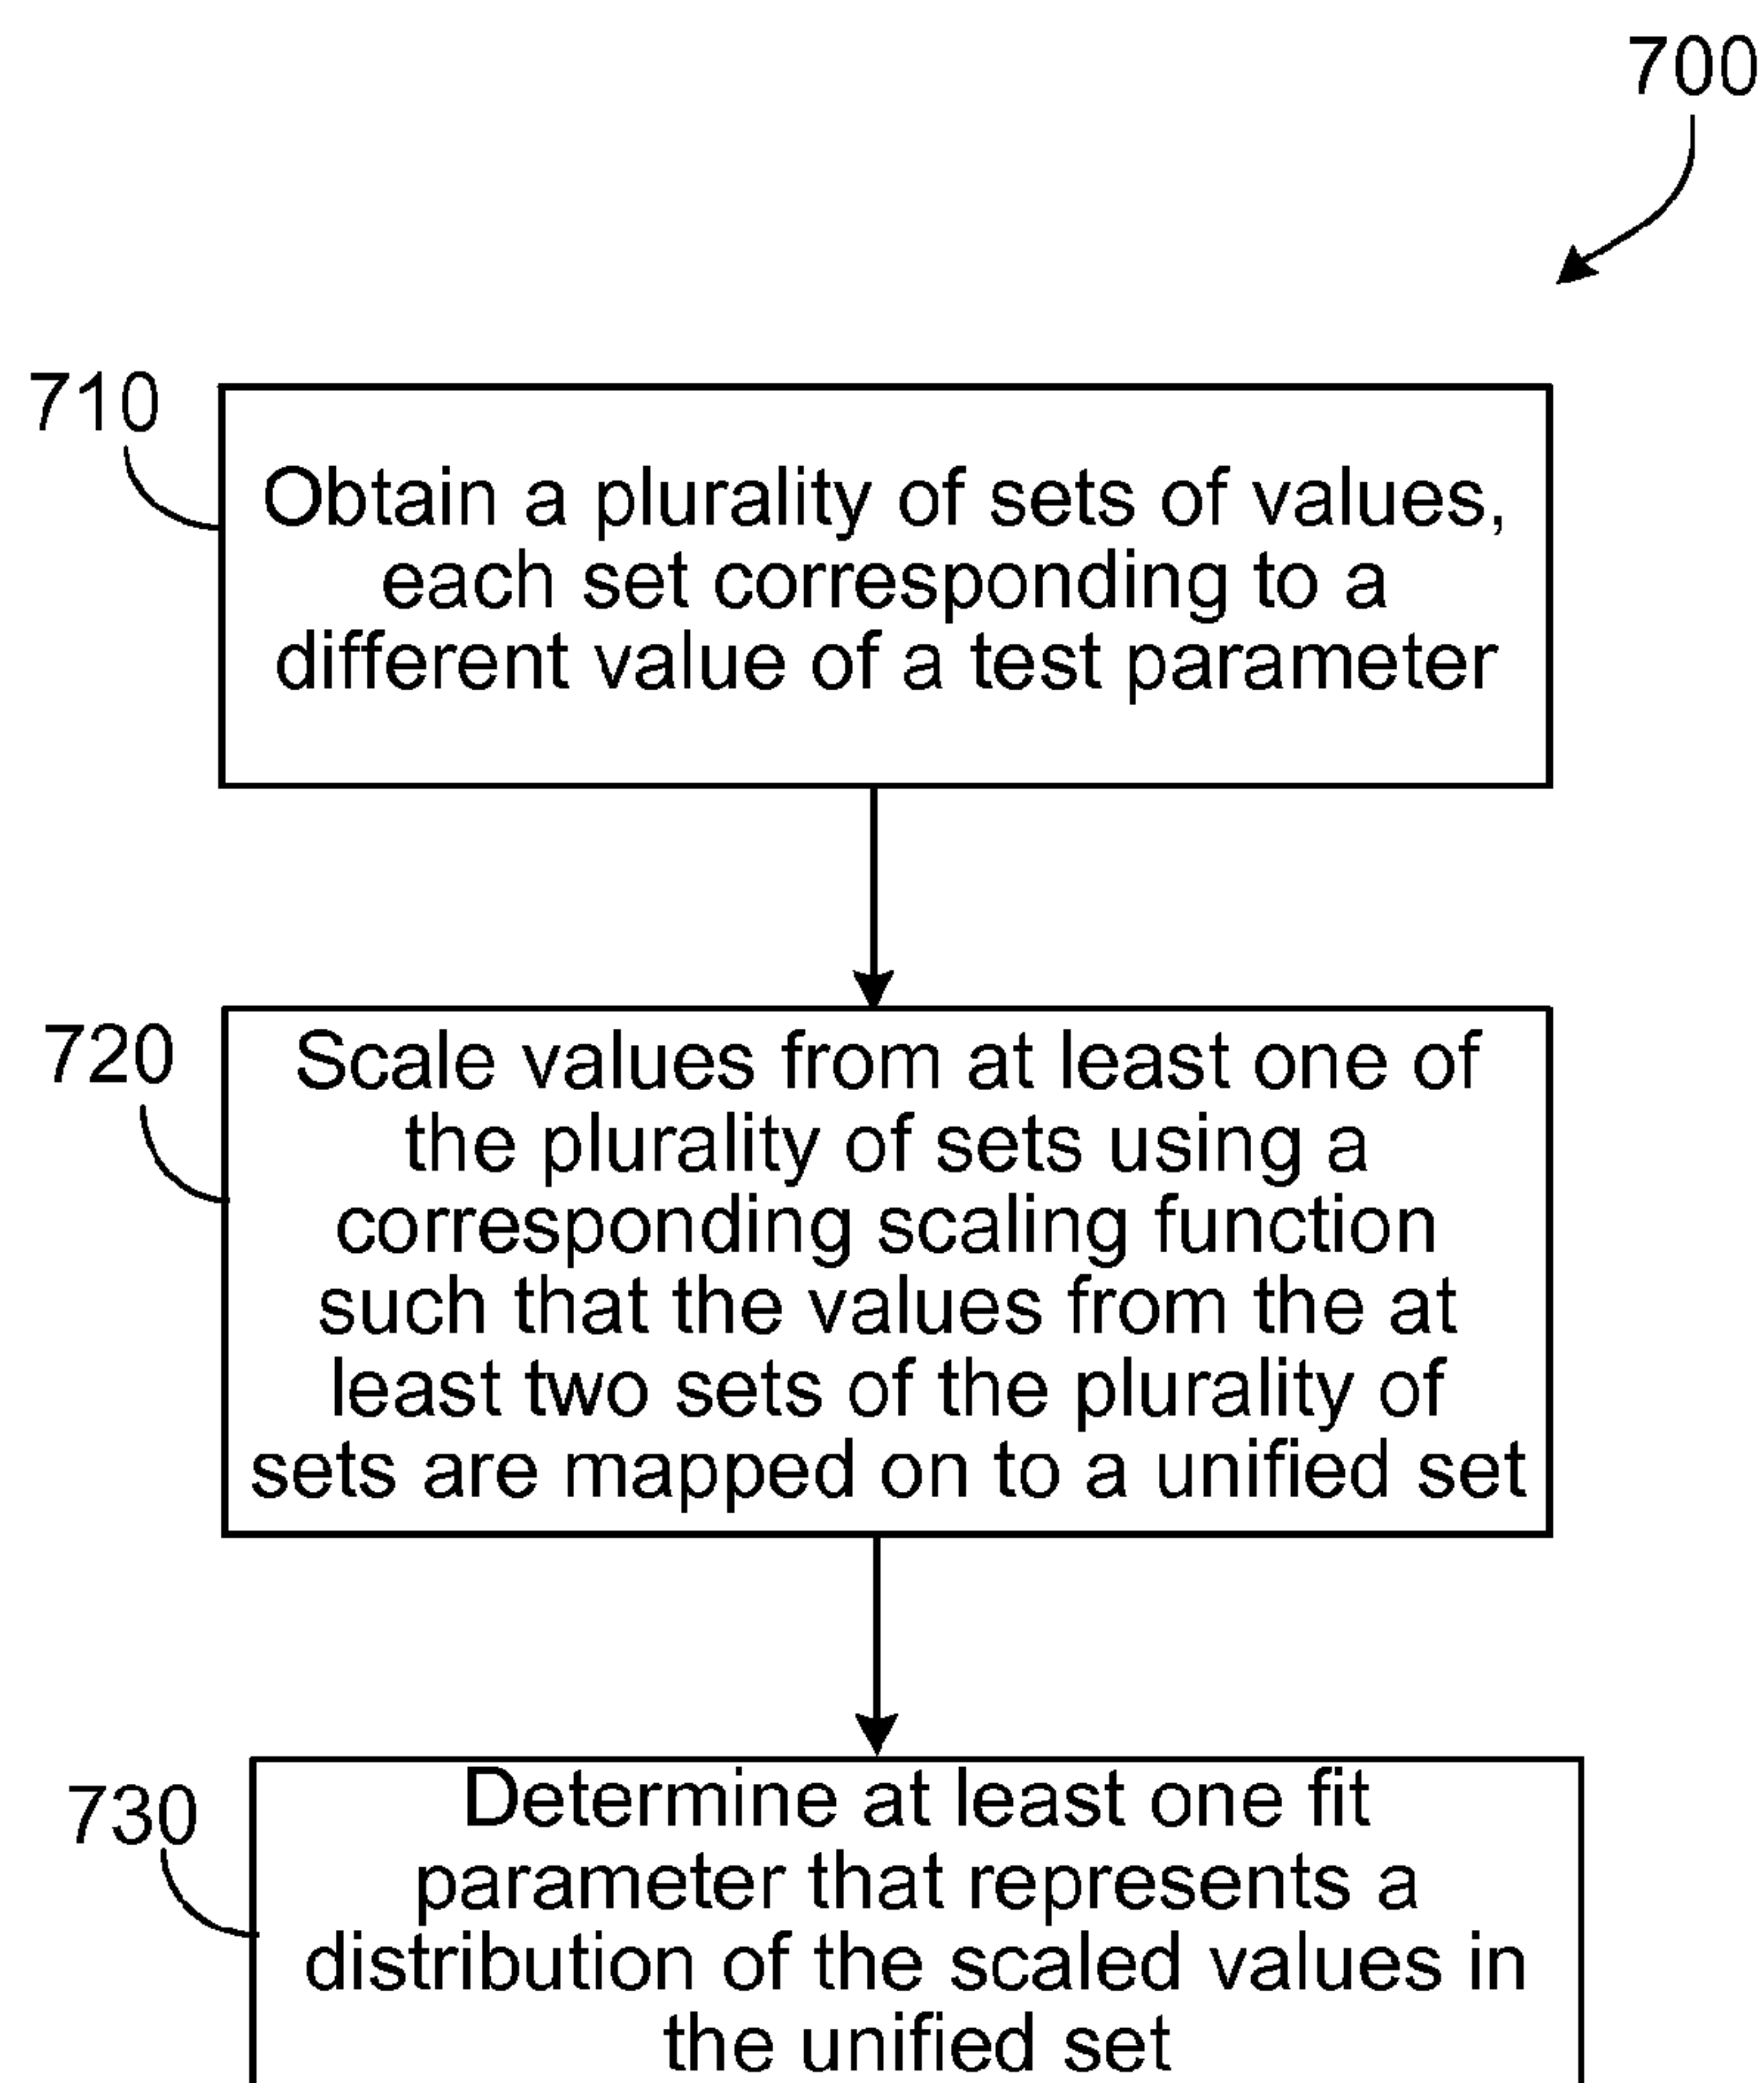 700
710
Obtain a plurality of sets of values,
each set corresponding to a
different value of a test parameter
720
Scale values from at least one of
the plurality of sets using a
corresponding scaling function
such that the values from the at
least two sets of the plurality of
sets are mapped on to a unified set
730
Determine at least one fit
parameter that represents a
distribution of the scaled values in
the unified set